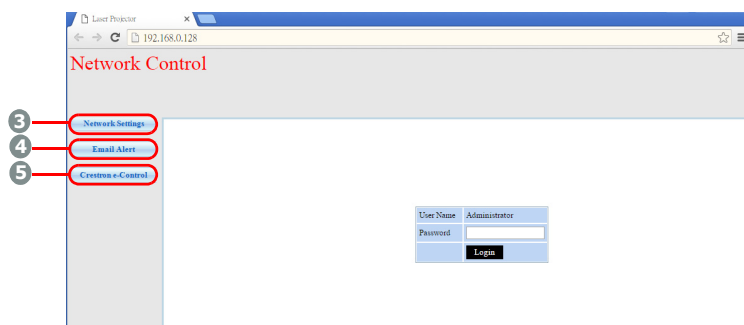 Laser Projector
192.168.0.128
Network Control
3 Network Settings
4 Email Alert
5 Crestron e-Control
User Name Administrator
Password
Login